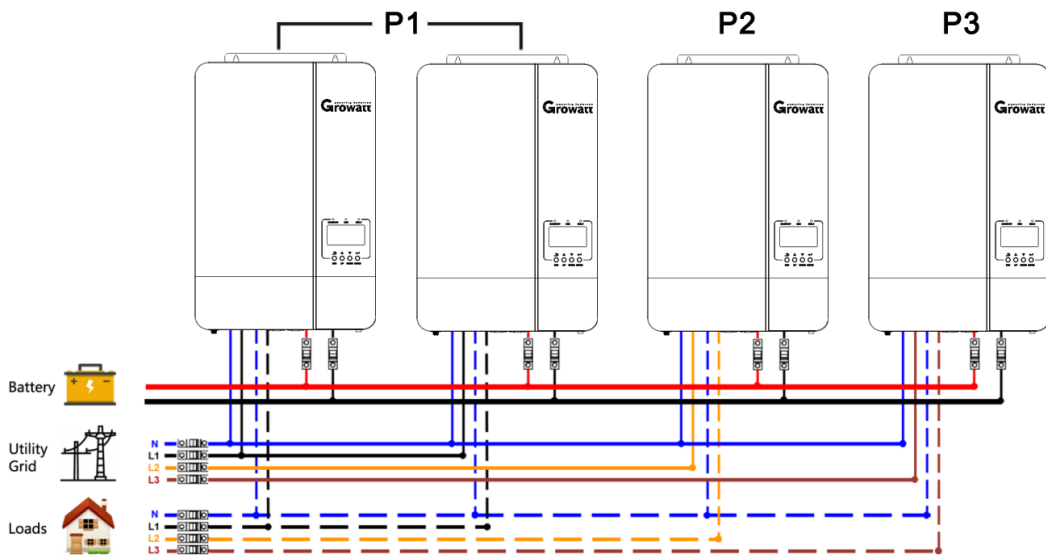 P1 P2 P3
Growatt Growatt Growatt Growatt
Battery
+ -
Utility
Grid
N
L1
L2
L3
Loads
N
L1
L2
L3